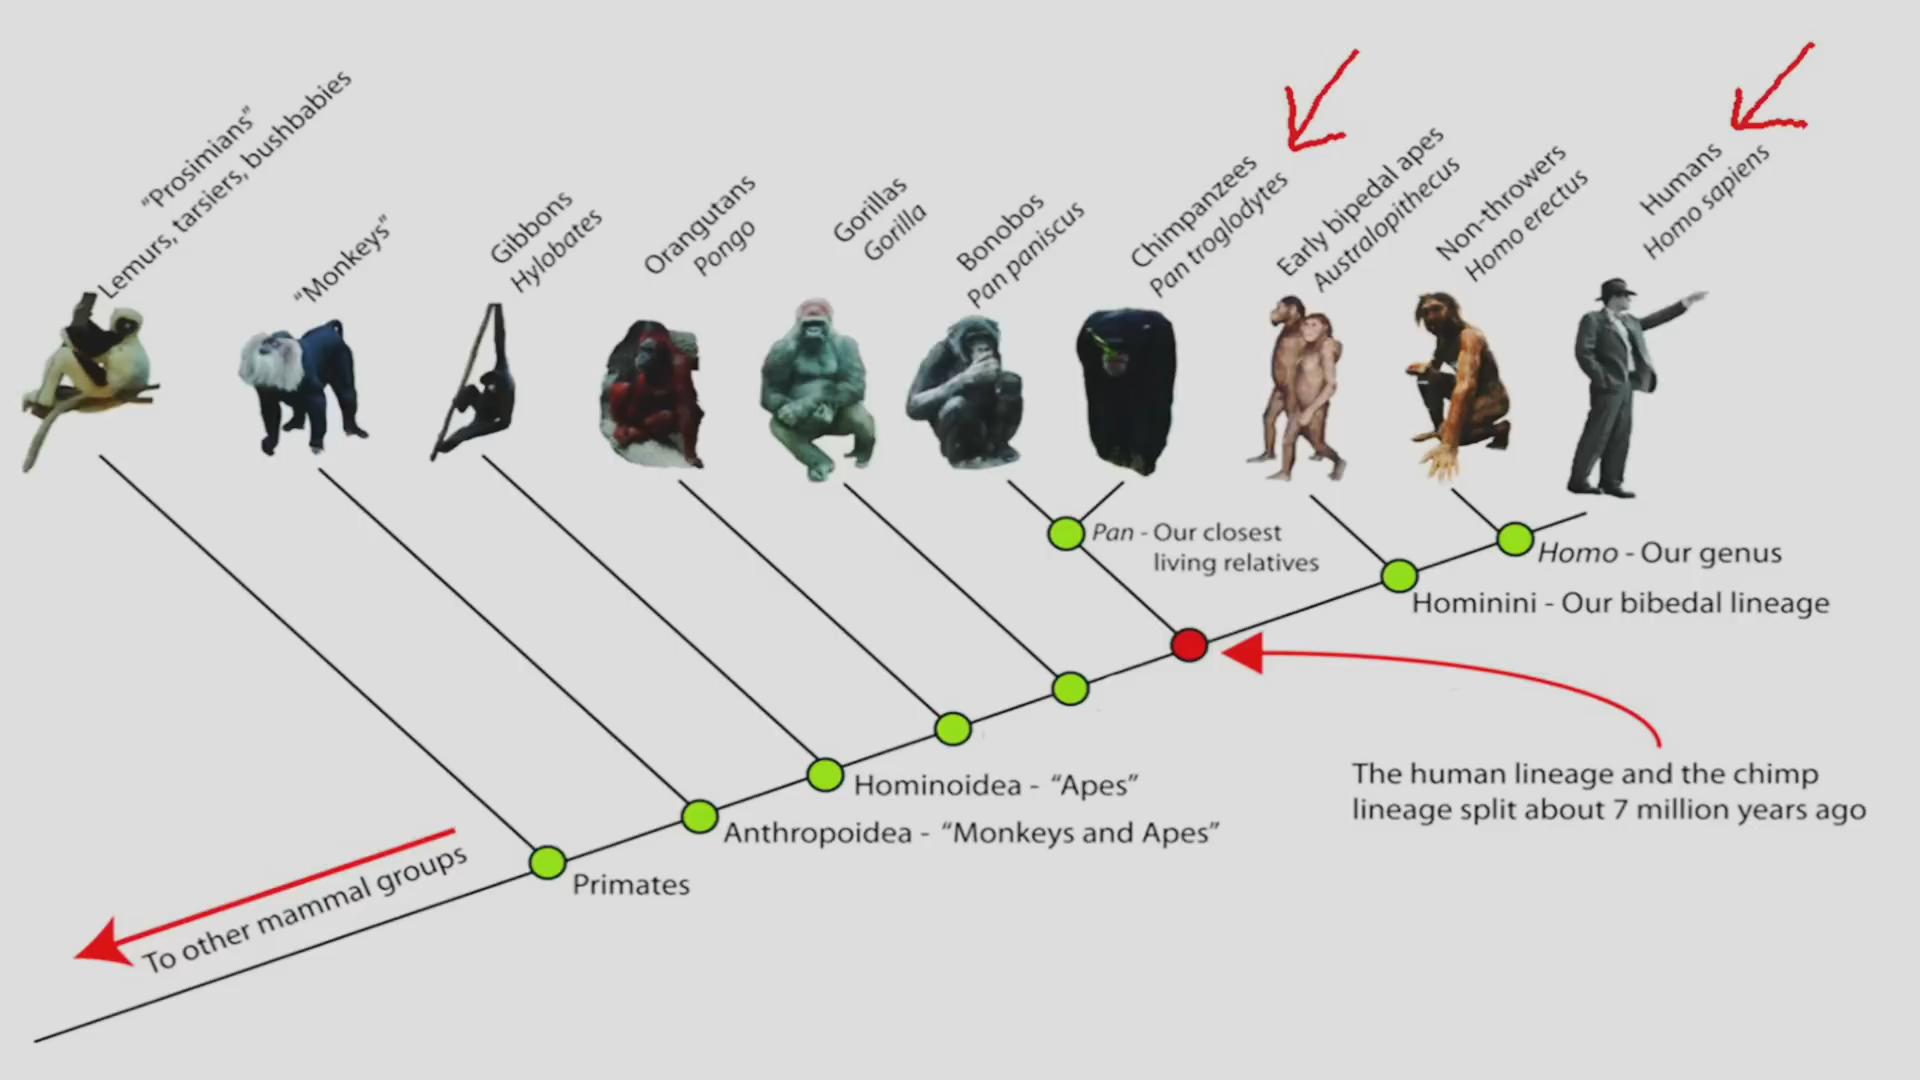 “Prosimians”
Lemurs, tarsiers, bushbabies
“Monkeys”
Gibbons
Hylobates
Orangutans
Pongo
Gorillas
Gorilla
Bonobos
Pan paniscus
Chimpanzees
Pan troglodytes
Early bipedal apes
Australopithecus
Non-throwers
Homo erectus
Humans
Homo sapiens
Pan - Our closest
living relatives
Homo - Our genus
Hominini - Our bibedal lineage
The human lineage and the chimp
lineage split about 7 million years ago
Hominoidea - “Apes”
Anthropoidea - “Monkeys and Apes”
Primates
To other mammal groups